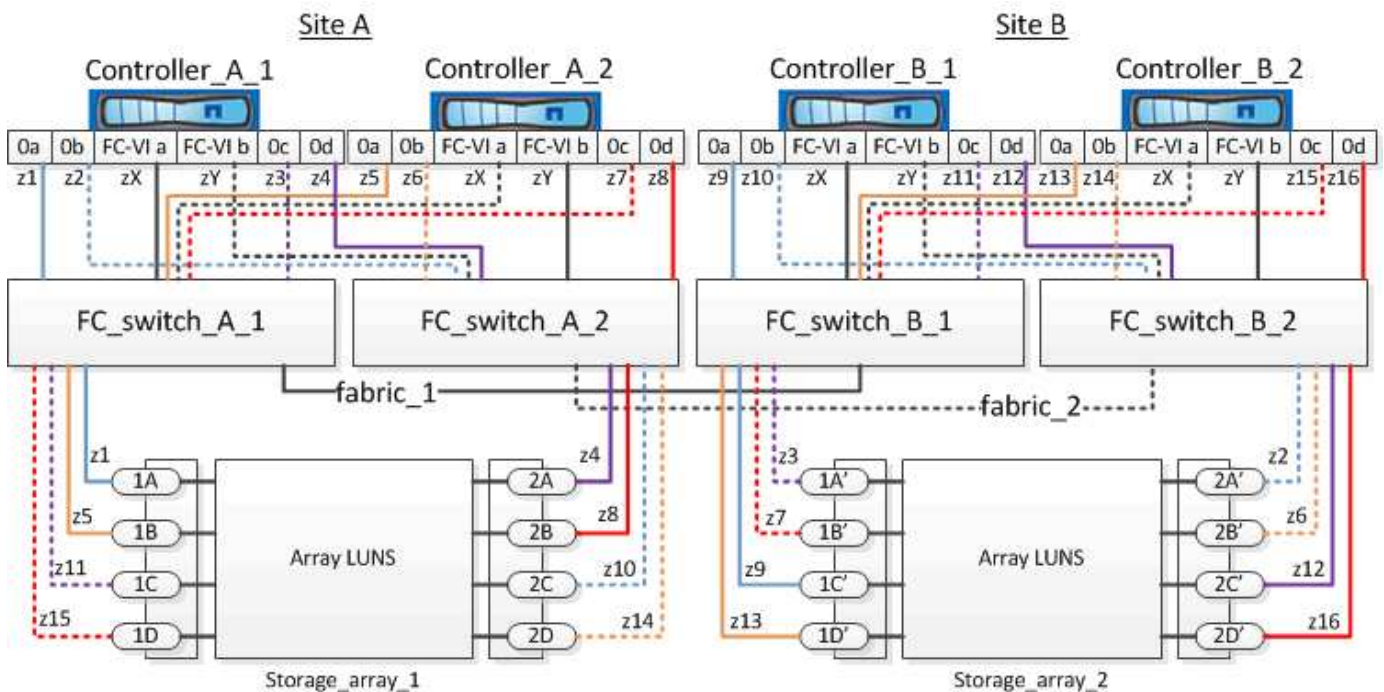 Site A Site B
Controller_A_1 Controller_A_2 Controller_B_1 Controller_B_2
0a 0b FC-VI a FC-VI b 0c 0d 0a 0b FC-VI a FC-VI b 0c 0d 0a 0b FC-VI a FC-VI b 0c 0d 0a 0b FC-VI a FC-VI b 0c 0d
z1 z2 zX zY z3 z4 z5 z6 zX zY z7 z8 z9 z10 zX zY z11 z12 z13 z14 zX zY z15 z16
FC_switch_A_1 FC_switch_A_2 FC_switch_B_1 FC_switch_B_2
fabric_1 fabric_2
z1 z4 z3 z2
1A 2A 1A' 2A'
z5 z8 z7 z6
1B 2B 1B' 2B'
Array LUNS Array LUNS
z11 z10 z9 z12
1C 2C 1C' 2C'
z15 z14 z13 z16
1D 2D 1D' 2D'
Storage_array_1 Storage_array_2